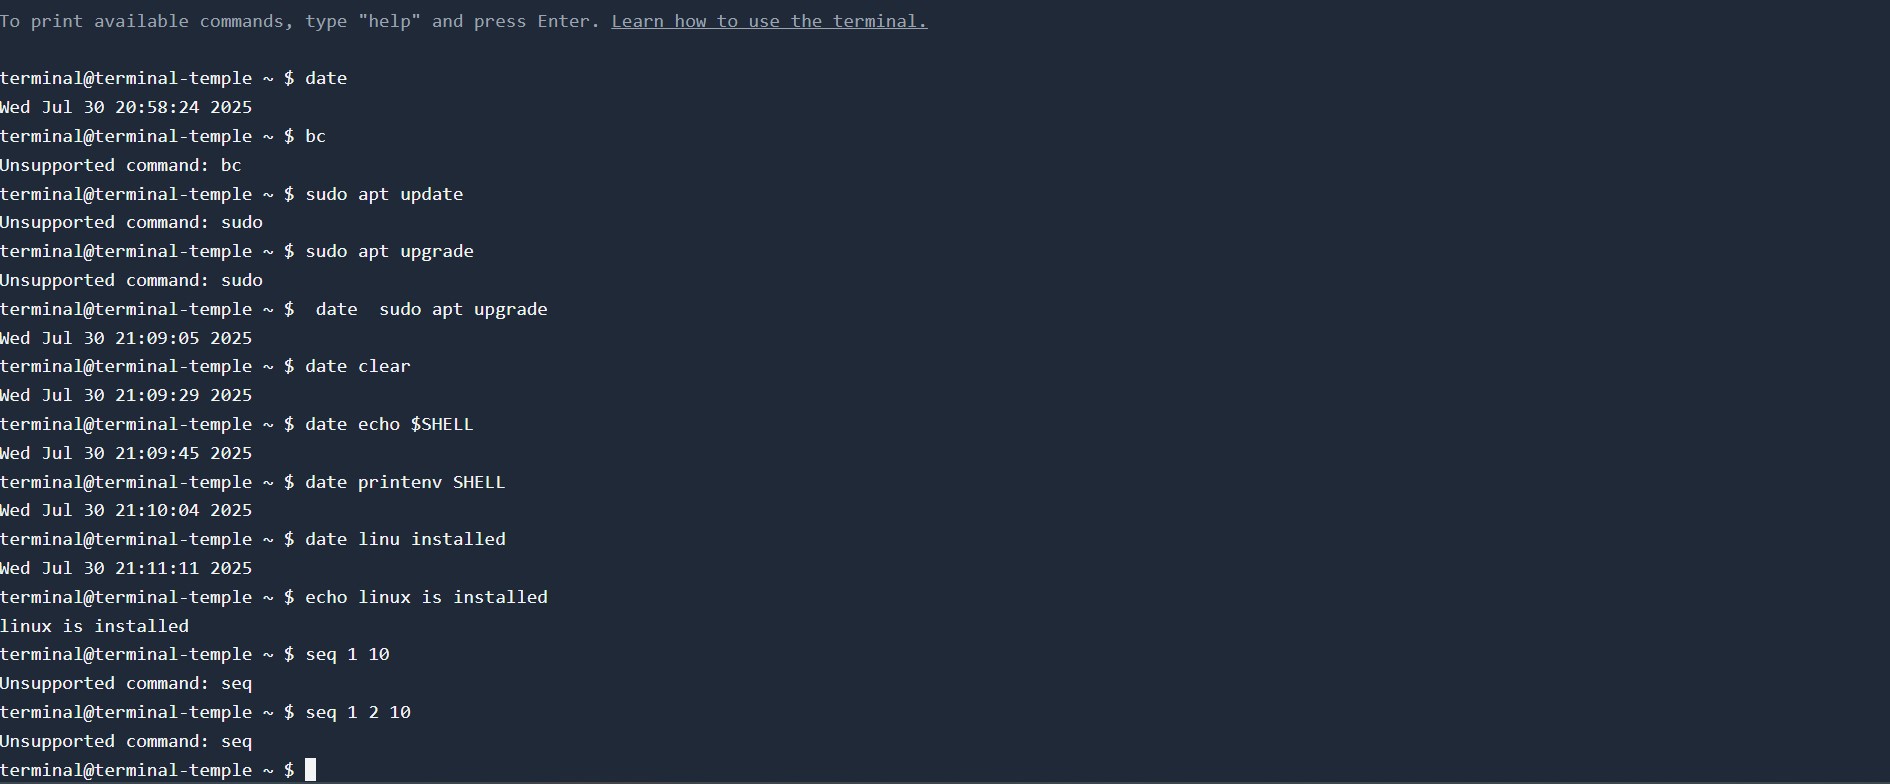 To print available commands, type "help" and press Enter. Learn how to use the terminal.
terminal@terminal-temple ~ $ date
Wed Jul 30 20:58:24 2025
terminal@terminal-temple ~ $ bc
Unsupported command: bc
terminal@terminal-temple ~ $ sudo apt update
Unsupported command: sudo
terminal@terminal-temple ~ $ sudo apt upgrade
Unsupported command: sudo
terminal@terminal-temple ~ $  date  sudo apt upgrade
Wed Jul 30 21:09:05 2025
terminal@terminal-temple ~ $ date clear
Wed Jul 30 21:09:29 2025
terminal@terminal-temple ~ $ date echo $SHELL
Wed Jul 30 21:09:45 2025
terminal@terminal-temple ~ $ date printenv SHELL
Wed Jul 30 21:10:04 2025
terminal@terminal-temple ~ $ date linu installed
Wed Jul 30 21:11:11 2025
terminal@terminal-temple ~ $ echo linux is installed
linux is installed
terminal@terminal-temple ~ $ seq 1 10
Unsupported command: seq
terminal@terminal-temple ~ $ seq 1 2 10
Unsupported command: seq
terminal@terminal-temple ~ $